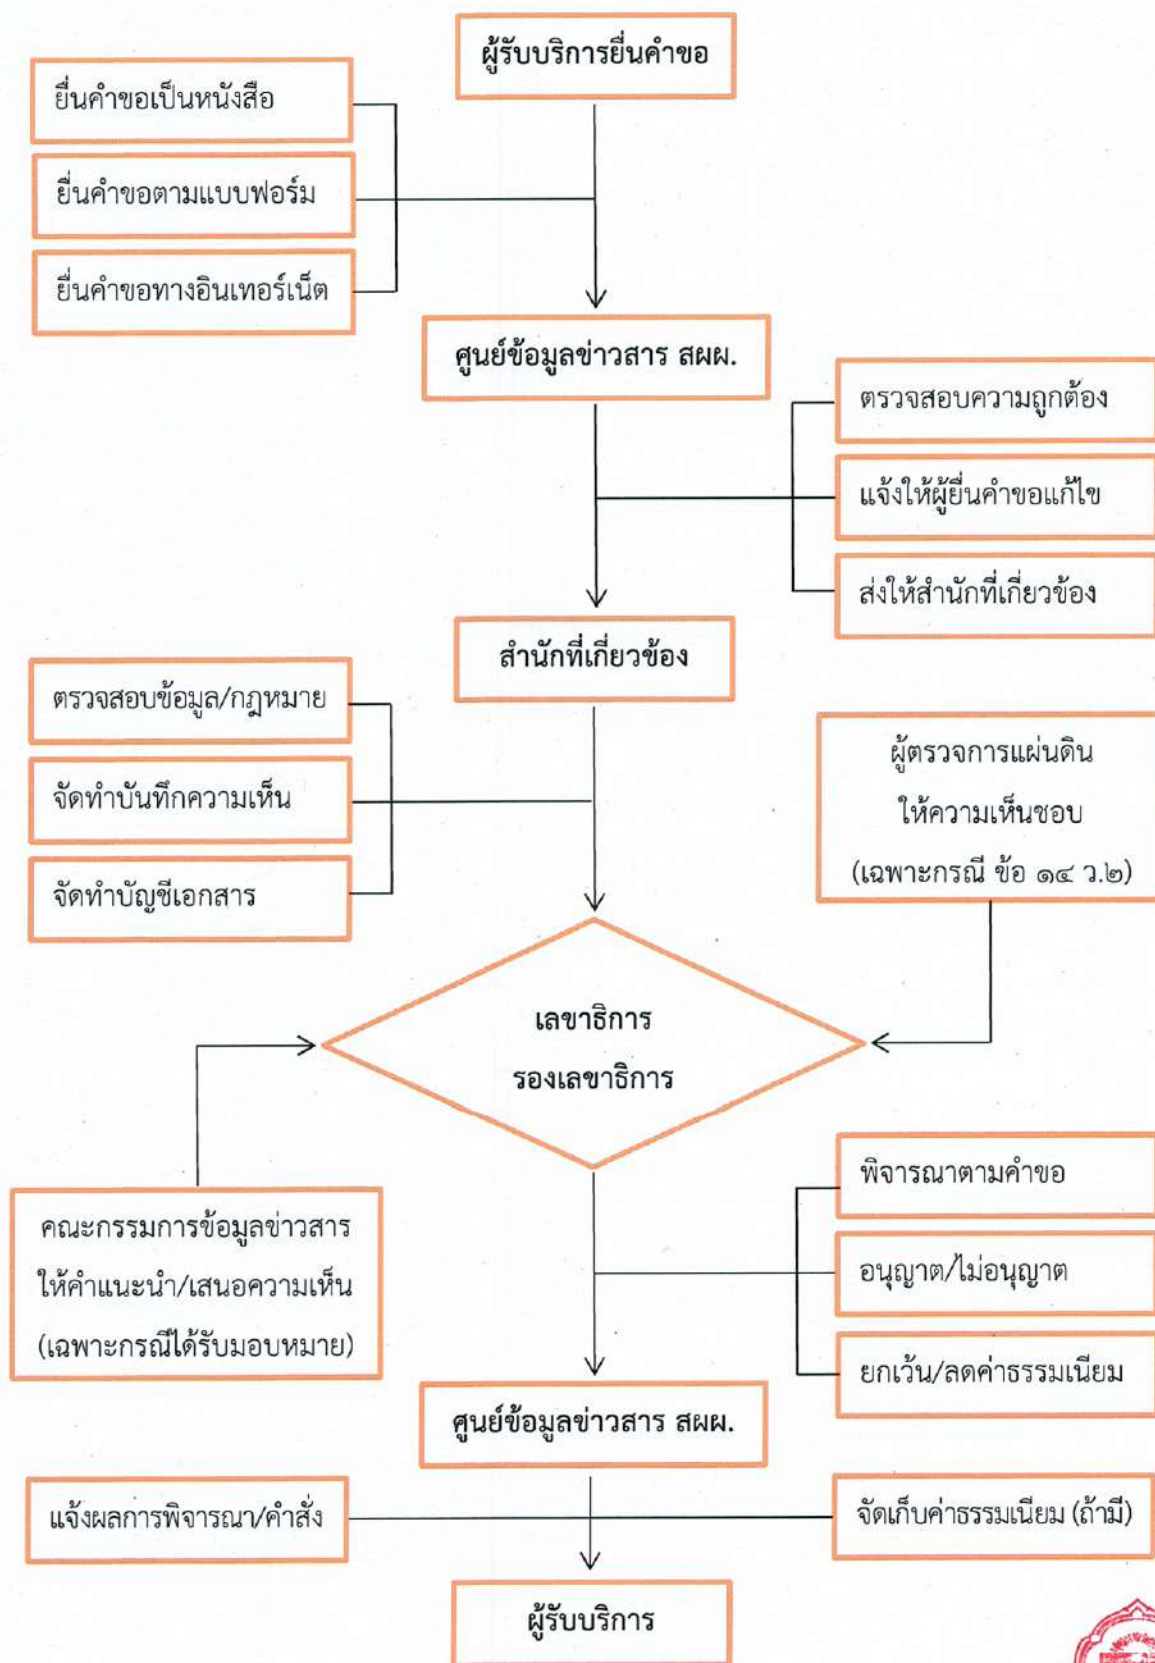 ผู้รับบริการยื่นคำขอ
ยื่นคำขอเป็นหนังสือ
ยื่นคำขอตามแบบฟอร์ม
ยื่นคำขอทางอินเทอร์เน็ต
ศูนย์ข้อมูลข่าวสาร สผผ.
ตรวจสอบความถูกต้อง
แจ้งให้ผู้ยื่นคำขอแก้ไข
ส่งให้สำนักที่เกี่ยวข้อง
สำนักที่เกี่ยวข้อง
ตรวจสอบข้อมูล/กฎหมาย
จัดทำบันทึกความเห็น
จัดทำบัญชีเอกสาร
ผู้ตรวจการแผ่นดิน
ให้ความเห็นชอบ
(เฉพาะกรณี ข้อ ๑๔ ว.๒)
เลขาธิการ
รองเลขาธิการ
คณะกรรมการข้อมูลข่าวสาร
ให้คำแนะนำ/เสนอความเห็น
(เฉพาะกรณีได้รับมอบหมาย)
พิจารณาตามคำขอ
อนุญาต/ไม่อนุญาต
ยกเว้น/ลดค่าธรรมเนียม
ศูนย์ข้อมูลข่าวสาร สผผ.
แจ้งผลการพิจารณา/คำสั่ง
จัดเก็บค่าธรรมเนียม (ถ้ามี)
ผู้รับบริการ